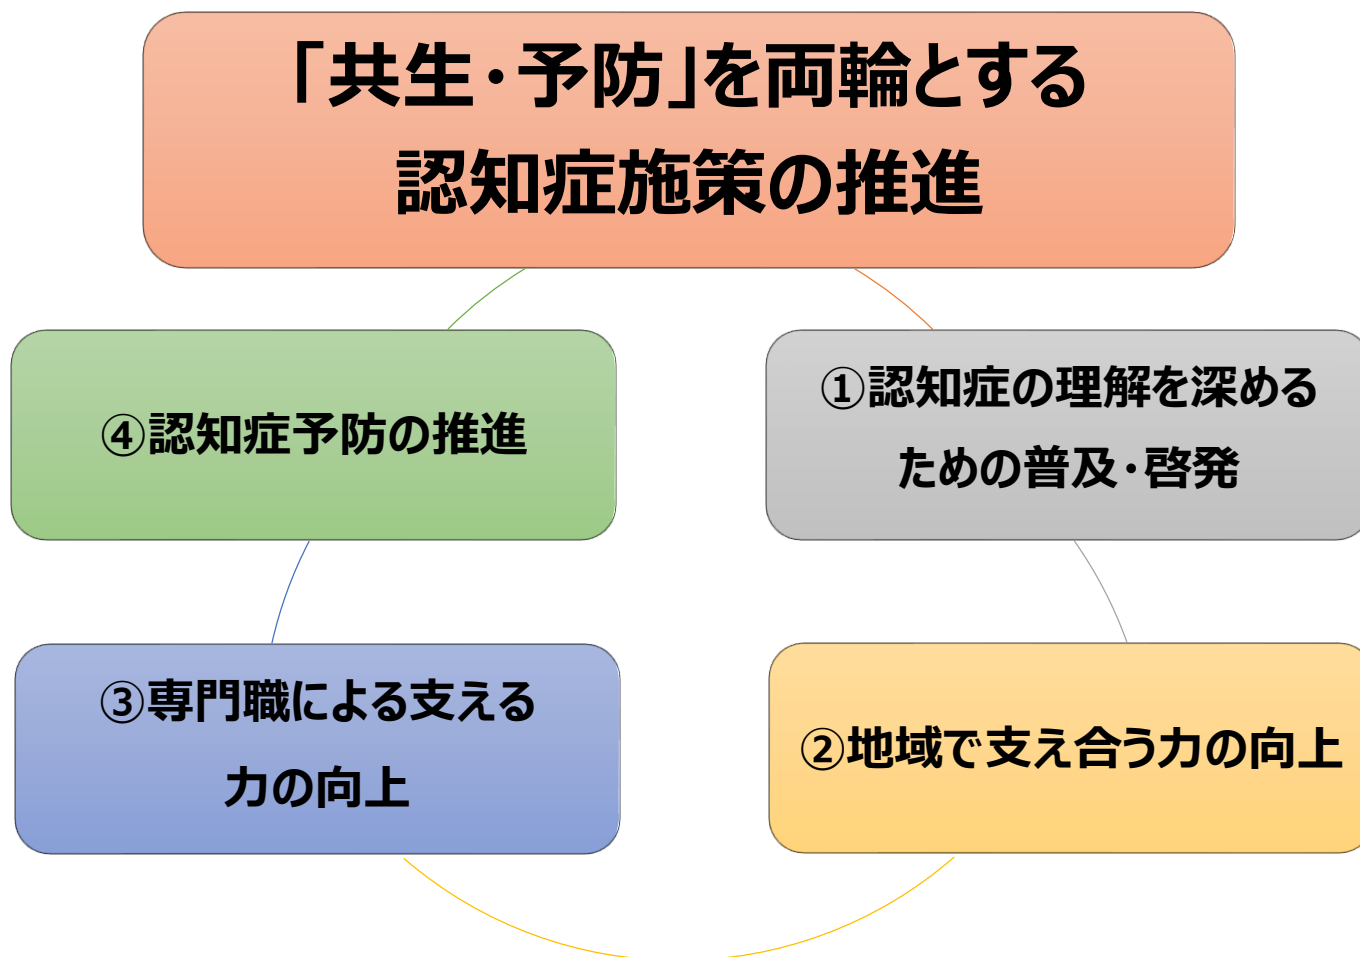 「共生・予防」を両輪とする
認知症施策の推進
①認知症の理解を深める
ための普及・啓発
②地域で支え合う力の向上
③専門職による支える
力の向上
④認知症予防の推進